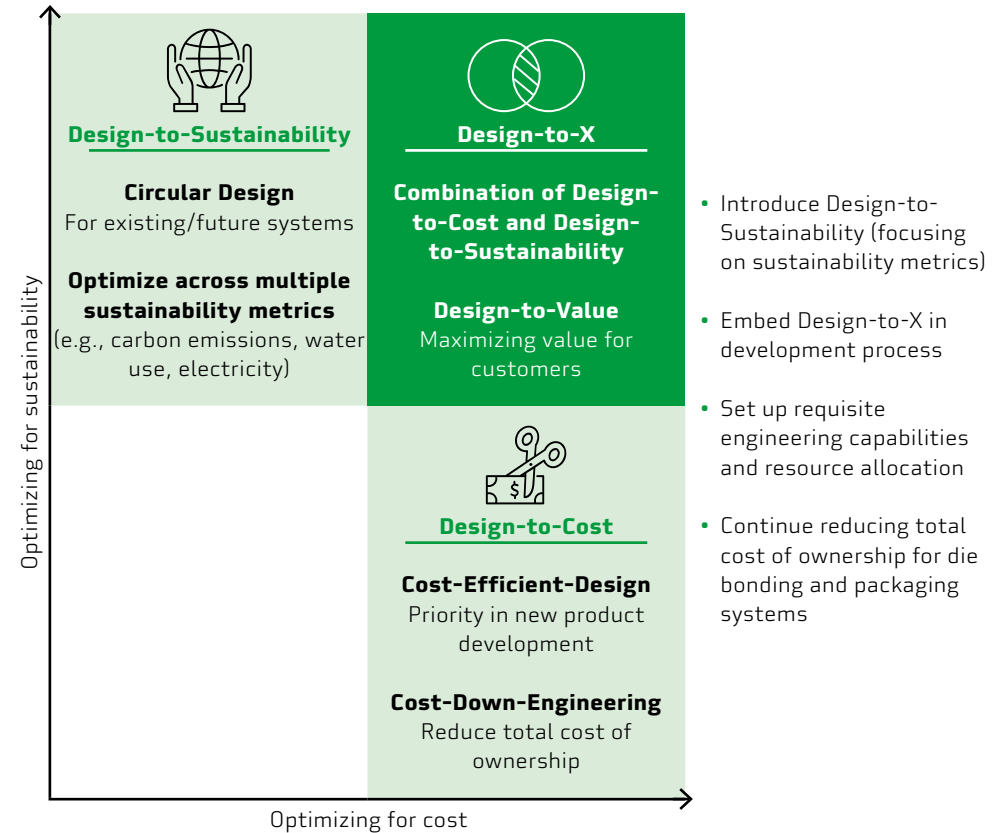 Optimizing for sustainability
Design-to-Sustainability
Circular Design
For existing/future systems
Optimize across multiple
sustainability metrics
(e.g., carbon emissions, water
use, electricity)
Design-to-X
Combination of Design-
to-Cost and Design-
to-Sustainability
Design-to-Value
Maximizing value for
customers
$
Design-to-Cost
Cost-Efficient-Design
Priority in new product
development
Cost-Down-Engineering
Reduce total cost of
ownership
Optimizing for cost
• Introduce Design-to-
Sustainability (focusing
on sustainability metrics)
• Embed Design-to-X in
development process
• Set up requisite
engineering capabilities
and resource allocation
• Continue reducing total
cost of ownership for die
bonding and packaging
systems